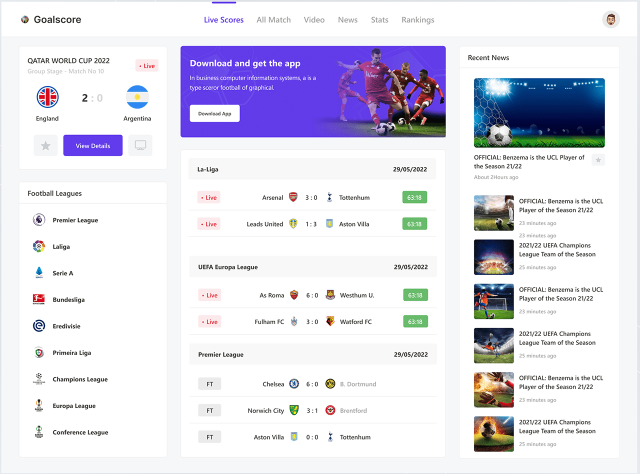 Goalscore
Live Scores
All Match
Video
News
Stats
Rankings
QATAR WORLD CUP 2022
Group Stage - Match No 10
• Live
2 : 0
England
Argentina
View Details
Football Leagues
Premier League
Laliga
Serie A
Bundesliga
Eredivisie
Primeira Liga
Champions League
Europa League
Conference League
Download and get the app
In business computer information systems, a is a
type scoror football of graphical.
Download App
La-Liga 29/05/2022
• Live Arsenal 3 : 0 Tottenhum 63:18
• Live Leads United 1 : 3 Aston Villa 63:18
UEFA Europa League 29/05/2022
• Live As Roma 6 : 0 Westhum U. 63:18
• Live Fulham FC 3 : 0 Watford FC 63:18
Premier League 29/05/2022
FT Chelsea 6 : 0 B. Dortmund
FT Norwich City 3 : 1 Brentford
FT Aston Villa 0 : 0 Tottenhum
Recent News
OFFICIAL: Benzema is the UCL Player of
the Season 21/22
About 2Hours ago
OFFICIAL: Benzema is the UCL
Player of the Season 21/22
23 minutes ago
23 minutes ago
2021/22 UEFA Champions
League Team of the Season
25 minutes ago
OFFICIAL: Benzema is the UCL
Player of the Season 21/22
23 minutes ago
2021/22 UEFA Champions
League Team of the Season
25 minutes ago
OFFICIAL: Benzema is the UCL
Player of the Season 21/22
23 minutes ago
2021/22 UEFA Champions
League Team of the Season
25 minutes ago